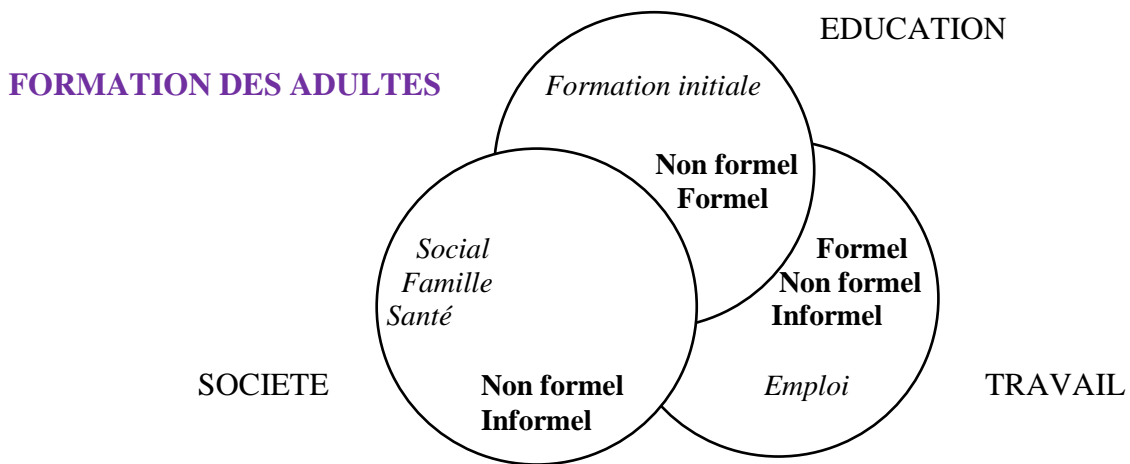 EDUCATION
FORMATION DES ADULTES
Formation initiale
Non formel
Formel
Social
Famille
Santé
Formel
Non formel
Informel
SOCIETE
Non formel
Informel
Emploi
TRAVAIL